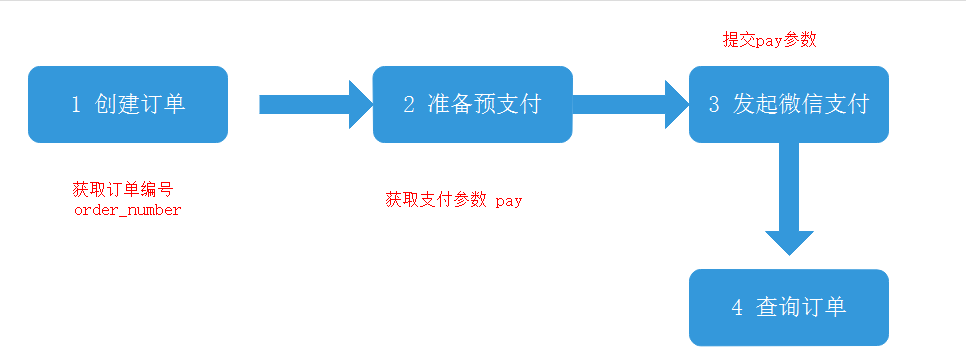 提交pay参数
1 创建订单
2 准备预支付
3 发起微信支付
获取订单编号
order_number
获取支付参数 pay
4 查询订单